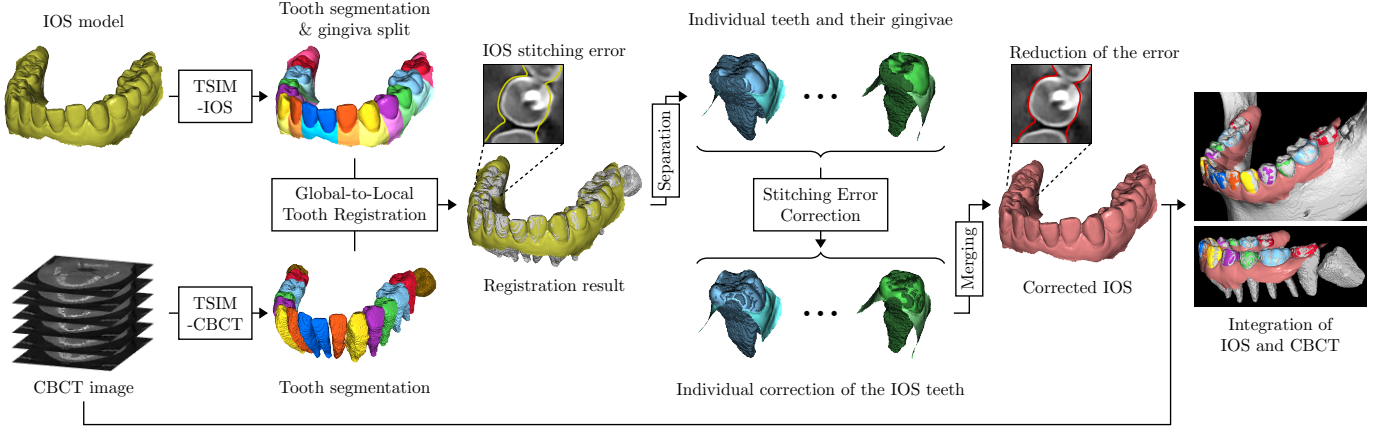 IOS model
TSIM
-IOS
Tooth segmentation
& gingiva split
IOS stitching error
Global-to-Local
Tooth Registration
CBCT image
TSIM
-CBCT
Tooth segmentation
Registration result
Separation
Individual teeth and their gingivae
Stitching Error
Correction
Individual correction of the IOS teeth
Merging
Reduction of the error
Corrected IOS
Integration of
IOS and CBCT